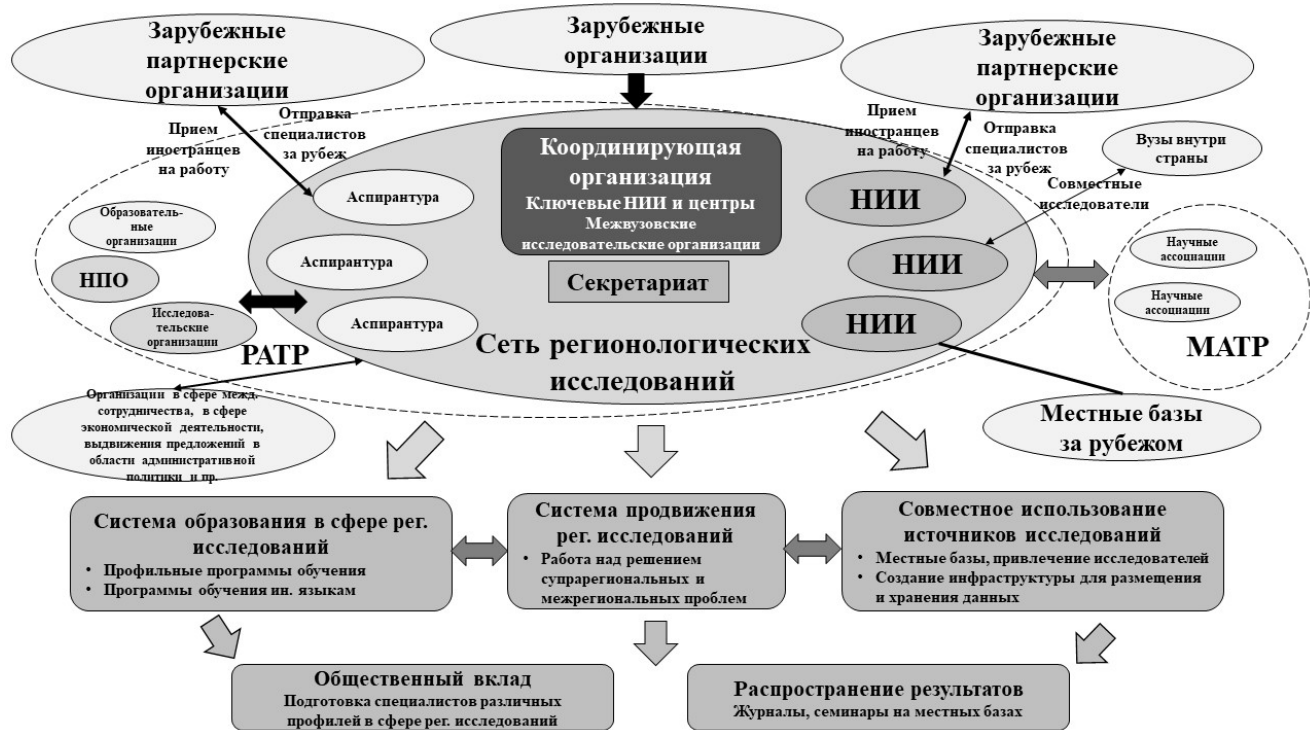 Зарубежные
партнерские
организации
Зарубежные
организации
Зарубежные
партнерские
организации
Прием
иностранцев
на работу
Отправка
специалистов
за рубеж
Прием
иностранцев
на работу
Отправка
специалистов
за рубеж
Вузы внутри
страны
Совместные
исследователи
Координирующая
организация
Ключевые НИИ и центры
Межвузовские
исследовательские организации
Секретариат
Аспирантура
Аспирантура
Аспирантура
НИИ
НИИ
НИИ
Образователь-
ные
организации
НПО
Исследова-
тельские
организации
РАТР
Научные
ассоциации
Научные
ассоциации
МАТР
Сеть регионологических
исследований
Организации в сфере межд.
сотрудничества, в сфере
экономической деятельности,
выдвижения предложений в
области административной
политики и пр.
Местные базы
за рубежом
Система образования в сфере рег.
исследований
• Профильные программы обучения
• Программы обучения ин. языкам
Система продвижения
рег. исследований
• Работа над решением
супрарегиональных и
межрегиональных проблем
Совместное использование
источников исследований
• Местные базы, привлечение исследователей
• Создание инфраструктуры для размещения
и хранения данных
Общественный вклад
Подготовка специалистов различных
профилей в сфере рег. исследований
Распространение результатов
Журналы, семинары на местных базах